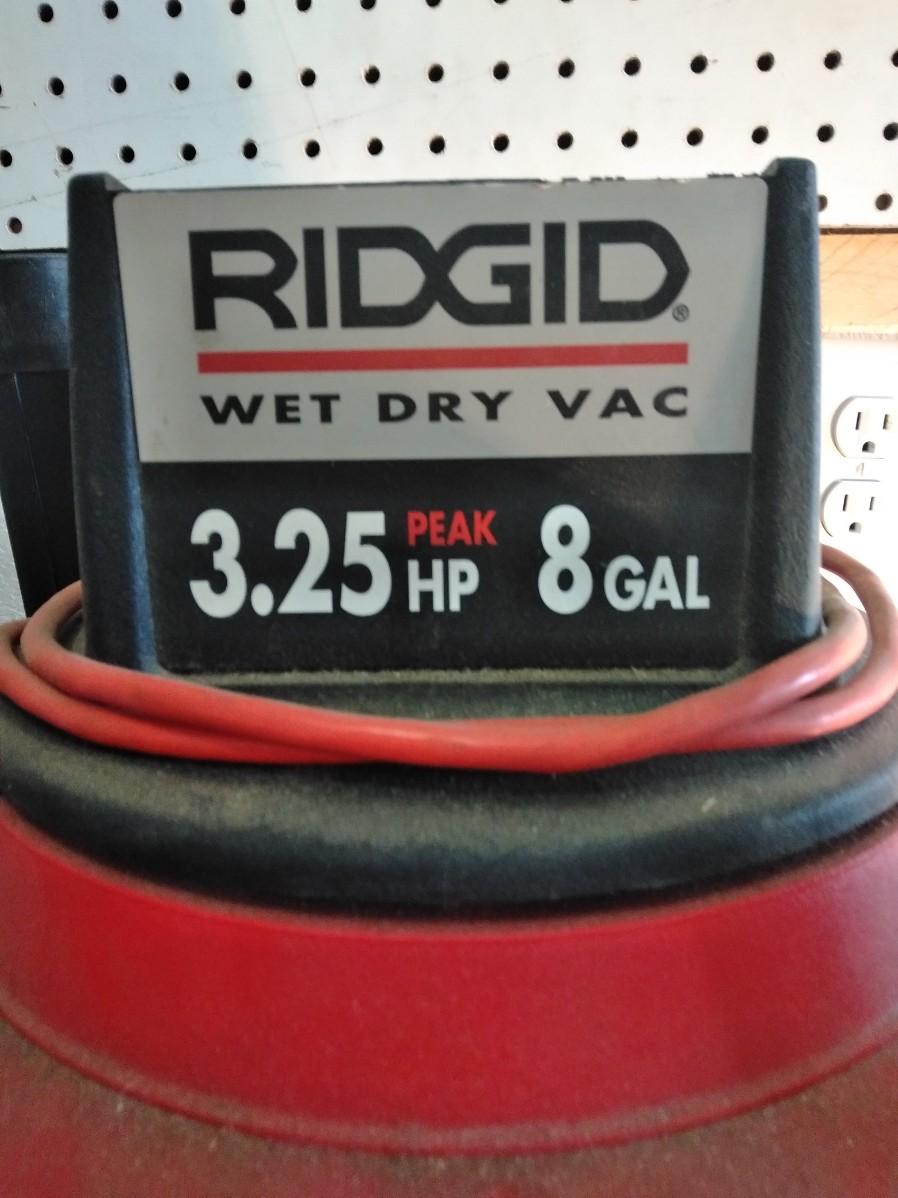 RIDGID®
WET DRY VAC
3.25 PEAK HP 8 GAL